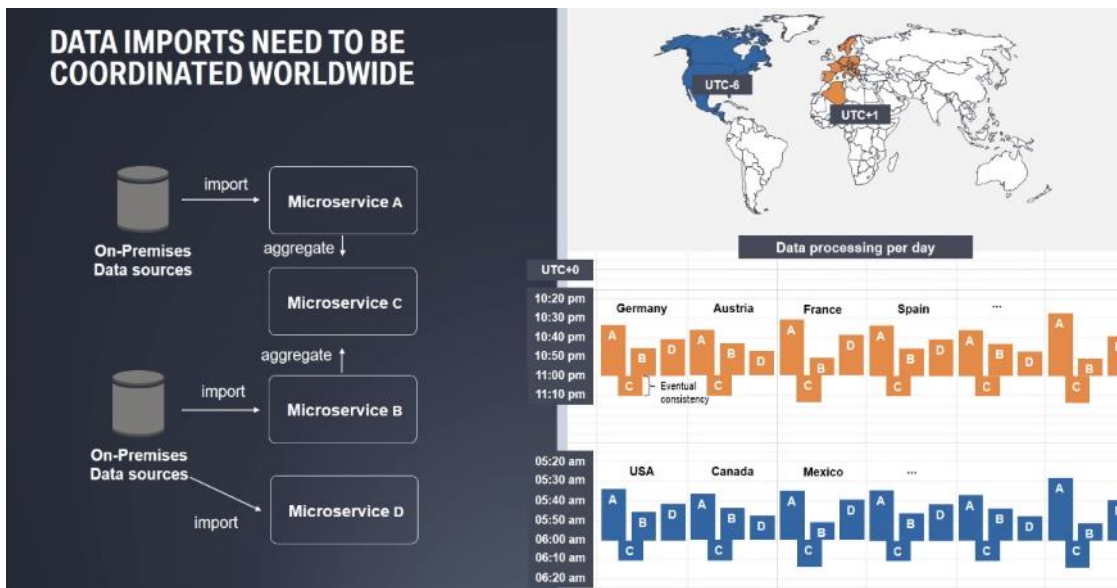 DATA IMPORTS NEED TO BE
COORDINATED WORLDWIDE
On-Premises
Data sources
import
Microservice A
aggregate
Microservice C
aggregate
On-Premises
Data sources
import
Microservice B
import
Microservice D
UTC-6
UTC+1
Data processing per day
UTC+0
10:20 pm
10:30 pm
10:40 pm
10:50 pm
11:00 pm
11:10 pm
Germany
A
B
D
C
Eventual
consistency
Austria
A
B
D
C
France
A
B
D
C
Spain
A
B
D
C
...
A
B
D
C
A
B
C
05:20 am
05:30 am
05:40 am
05:50 am
06:00 am
06:10 am
06:20 am
USA
A
B
D
C
Canada
A
B
D
C
Mexico
A
B
D
C
...
A
B
D
C
A
B
D
C
A
B
C